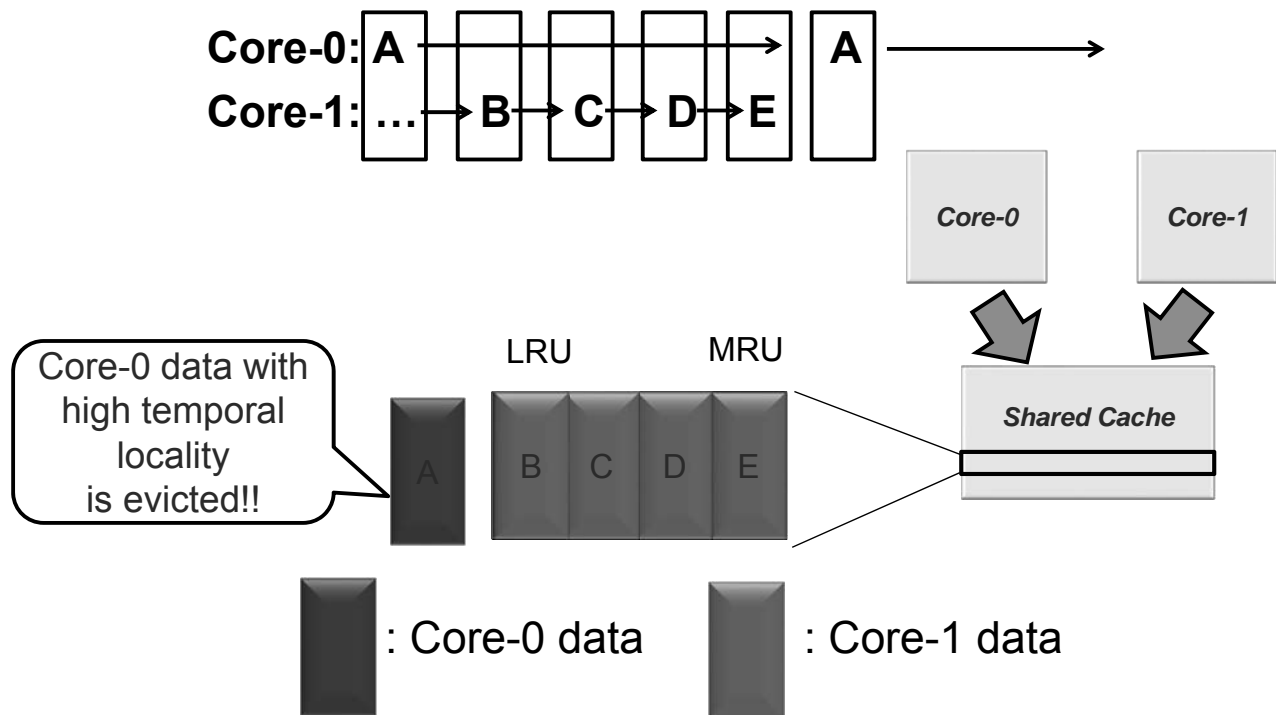 Core-0: A A
Core-1: ... B C D E
Core-0 Core-1
LRU MRU
Core-0 data with
high temporal
locality
is evicted!!
A B C D E
Shared Cache
: Core-0 data : Core-1 data